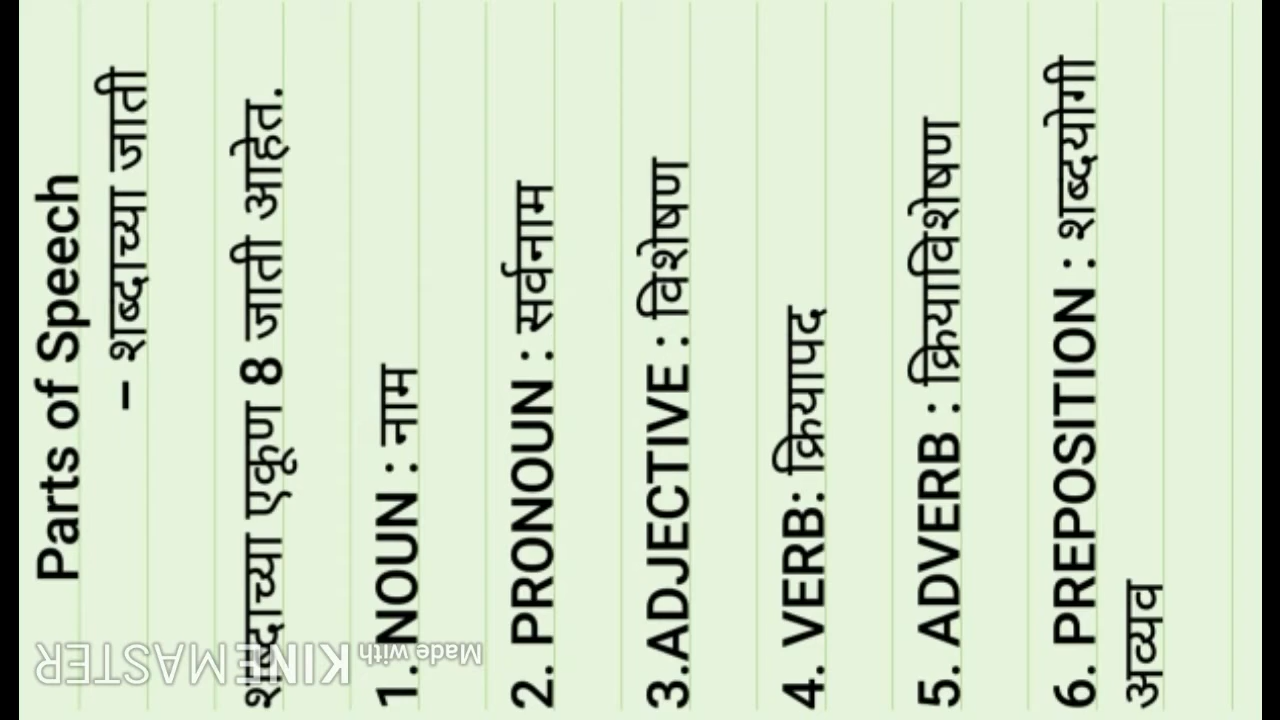 Parts of Speech
– शब्दाच्या जाती
शब्दाच्या एकूण 8 जाती आहेत.
1. NOUN : नाम
2. PRONOUN : सर्वनाम
3.ADJECTIVE : विशेषण
4. VERB: क्रियापद
5. ADVERB : क्रियाविशेषण
6. PREPOSITION : शब्दयोगी
अव्यव
Made with KINEMASTER